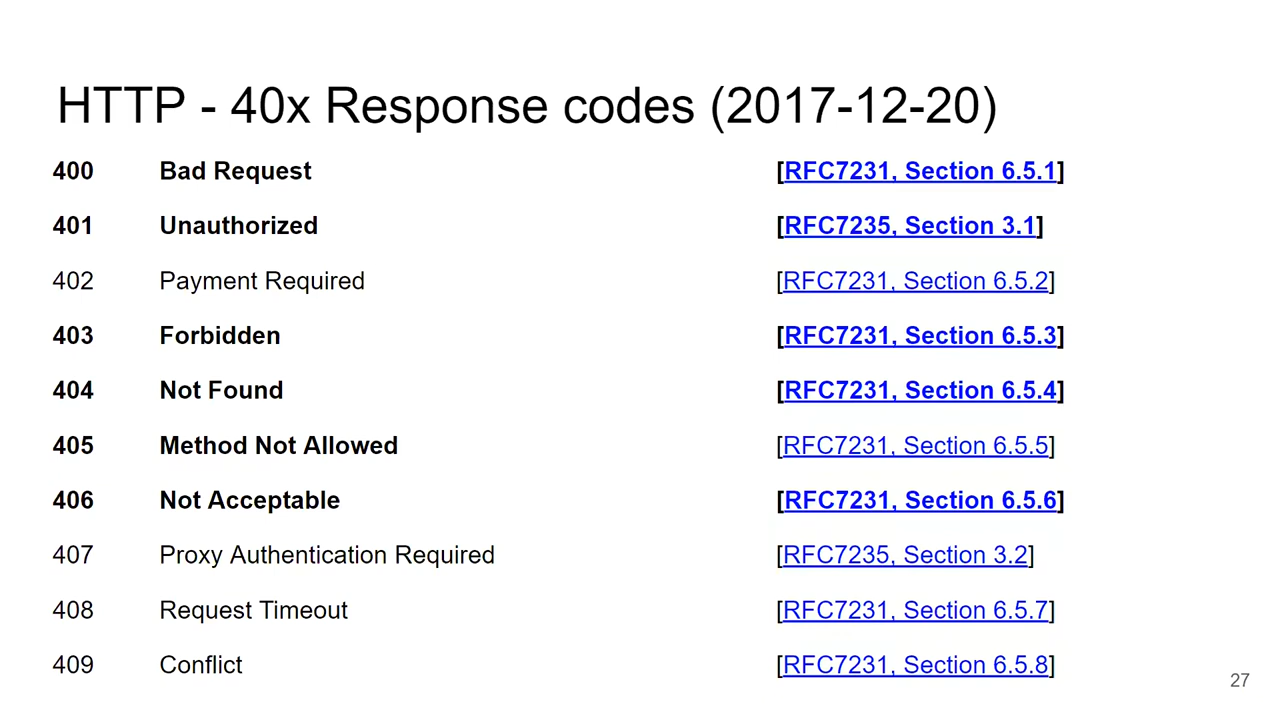 HTTP - 40x Response codes (2017-12-20)
400 Bad Request [RFC7231, Section 6.5.1]
401 Unauthorized [RFC7235, Section 3.1]
402 Payment Required [RFC7231, Section 6.5.2]
403 Forbidden [RFC7231, Section 6.5.3]
404 Not Found [RFC7231, Section 6.5.4]
405 Method Not Allowed [RFC7231, Section 6.5.5]
406 Not Acceptable [RFC7231, Section 6.5.6]
407 Proxy Authentication Required [RFC7235, Section 3.2]
408 Request Timeout [RFC7231, Section 6.5.7]
409 Conflict [RFC7231, Section 6.5.8]
27